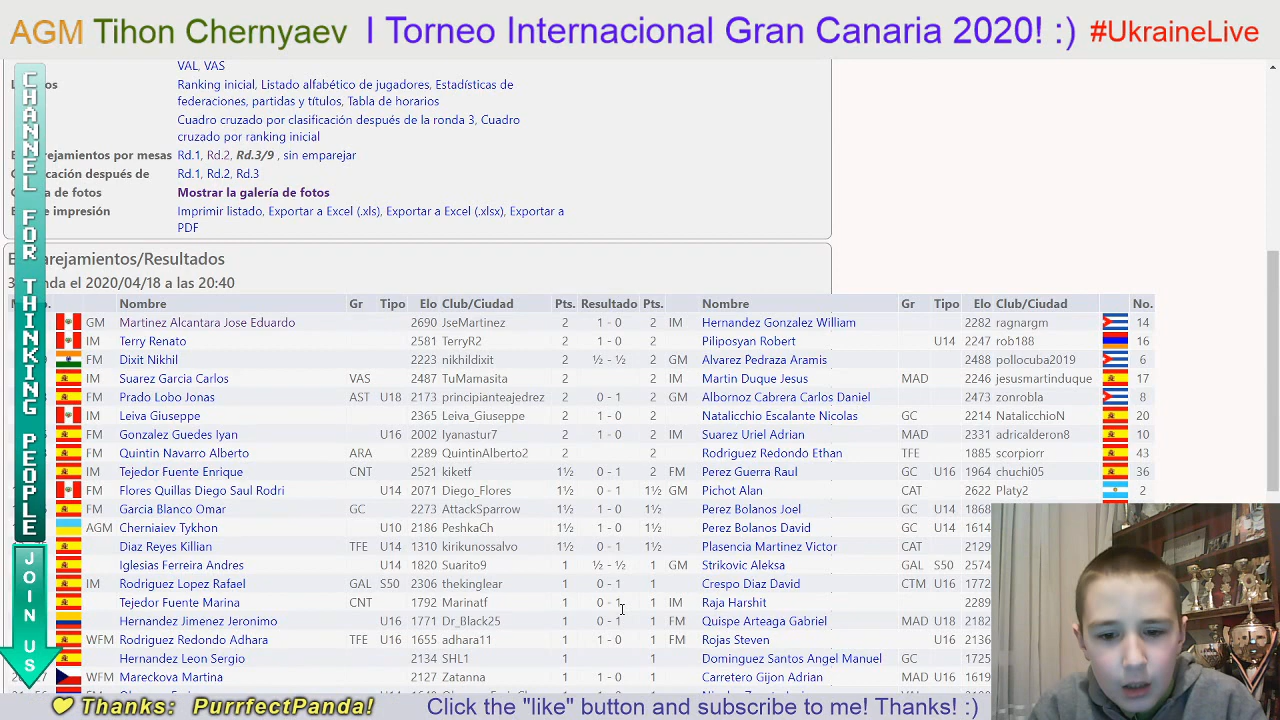 AGM Tihon Chernyaev I Torneo Internacional Gran Canaria 2020! :) #UkraineLive
CHANNEL FOR THINKING PEOPLE
JOIN US
VAL, VAS
Ranking inicial, Listado alfabético de jugadores, Estadísticas de
federaciones, partidas y títulos, Tabla de horarios
Cuadro cruzado por clasificación después de la ronda 3, Cuadro
cruzado por ranking inicial
por mesas Rd.1, Rd.2, Rd.3/9 , sin emparejar
después de Rd.1, Rd.2, Rd.3
de fotos Mostrar la galería de fotos
impresión Imprimir listado, Exportar a Excel (.xls), Exportar a Excel (.xlsx), Exportar a
PDF
el 2020/04/18 a las 20:40
Nombre Gr Tipo Elo Club/Ciudad Pts. Resultado Pts. Nombre Gr Tipo Elo Club/Ciudad No.
GM Martinez Alcantara Jose Eduardo 2690 JseMartinez 2 1 - 0 2 IM Hernandez Gonzalez William 2282 ragnargm 14
IM Terry Renato 2581 TerryR2 2 1 - 0 2 Piliposyan Robert U14 2247 rob188 16
FM Dixit Nikhil nikhildixit 2 ½ - ½ 2 GM Alvarez Pedraza Aramis 2488 pollocuba2019 6
IM Suarez Garcia Carlos VAS 2487 TuMamasita 2 2 IM Martin Duque Jesus MAD 2246 jesusmartinduque 17
FM Prado Lobo Jonas AST U18 2173 principianteajedrez 2 0 - 1 2 GM Albornoz Cabrera Carlos Daniel 2473 zonrobla 8
IM Leiva Giuseppe Leiva_Giuseppe 2 1 - 0 2 Natalicchio Escalante Nicolas GC 2214 NatalicchioN 20
FM Gonzalez Guedes Iyan U16 Iyanastur7 2 1 - 0 2 IM Suarez Uriel Adrian MAD 2331 adricalderon8 10
FM Quintin Navarro Alberto ARA QuintinAlberto2 2 2 Rodriguez Redondo Ethan TFE 1885 scorpiorr 43
IM Tejedor Fuente Enrique CNT 2521 kiketf 1½ 0 - 1 2 FM Perez Guerra Raul GC U16 1964 chuchi05 36
FM Flores Quillas Diego Saul Rodri U14 Diego_Flores 1½ 0 - 1 1½ GM Pichot Alan CAT 2622 Platy2 2
FM Garcia Blanco Omar GC 2273 AttackSparrow 1½ 1 - 0 1½ Perez Bolanos Joel GC U14 1868
AGM Cherniaiev Tykhon U10 2186 PeshkaCh 1½ 1 - 0 1½ Perez Bolanos David GC U14 1614
Diaz Reyes Killian TFE U14 1310 kirikunossalvo 1½ 0 - 1 1½ Plasencia Martinez Victor CAT 2129
Iglesias Ferreira Andres U14 1820 Suarito9 1 ½ - ½ 1 GM Strikovic Aleksa GAL S50 2574
IM Rodriguez Lopez Rafael GAL S50 2306 thekinglear 1 0 - 1 1 Crespo Diaz David CTM U16 1772
Tejedor Fuente Marina CNT 1792 Marinatf 1 0 - 1 1 IM Raja Harshit 2289
Hernandez Jimenez Jeronimo U16 1771 Dr_Black25 1 0 - 1 1 FM Quispe Arteaga Gabriel MAD U18 2182
WFM Rodriguez Redondo Adhara TFE U16 1655 adhara11 1 1 - 0 1 FM Rojas Steven U16 2136
Hernandez Leon Sergio 2134 SHL1 1 1 Dominguez Santos Angel Manuel GC 1725
WFM Mareckova Martina 2127 Zatanna 1 1 - 0 1 Carretero Gijon Adrian MAD U16 1619
Thanks: PurrfectPanda! Click the "like" button and subscribe to me! Thanks! :)